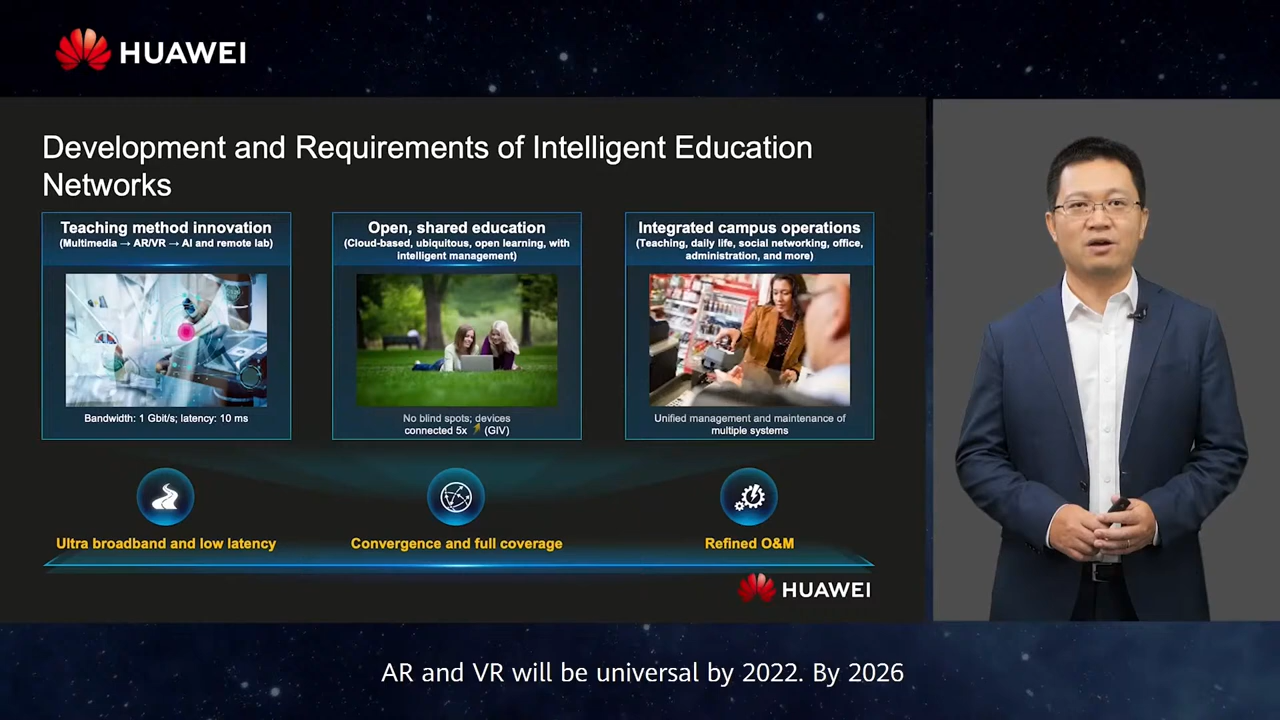 HUAWEI
Development and Requirements of Intelligent Education
Networks
Teaching method innovation
(Multimedia → AR/VR → AI and remote lab)
Bandwidth: 1 Gbit/s; latency: 10 ms
Open, shared education
(Cloud-based, ubiquitous, open learning, with
intelligent management)
No blind spots; devices
connected 5x (GIV)
Integrated campus operations
(Teaching, daily life, social networking, office,
administration, and more)
Unified management and maintenance of
multiple systems
Ultra broadband and low latency
Convergence and full coverage
Refined O&M
HUAWEI
AR and VR will be universal by 2022. By 2026